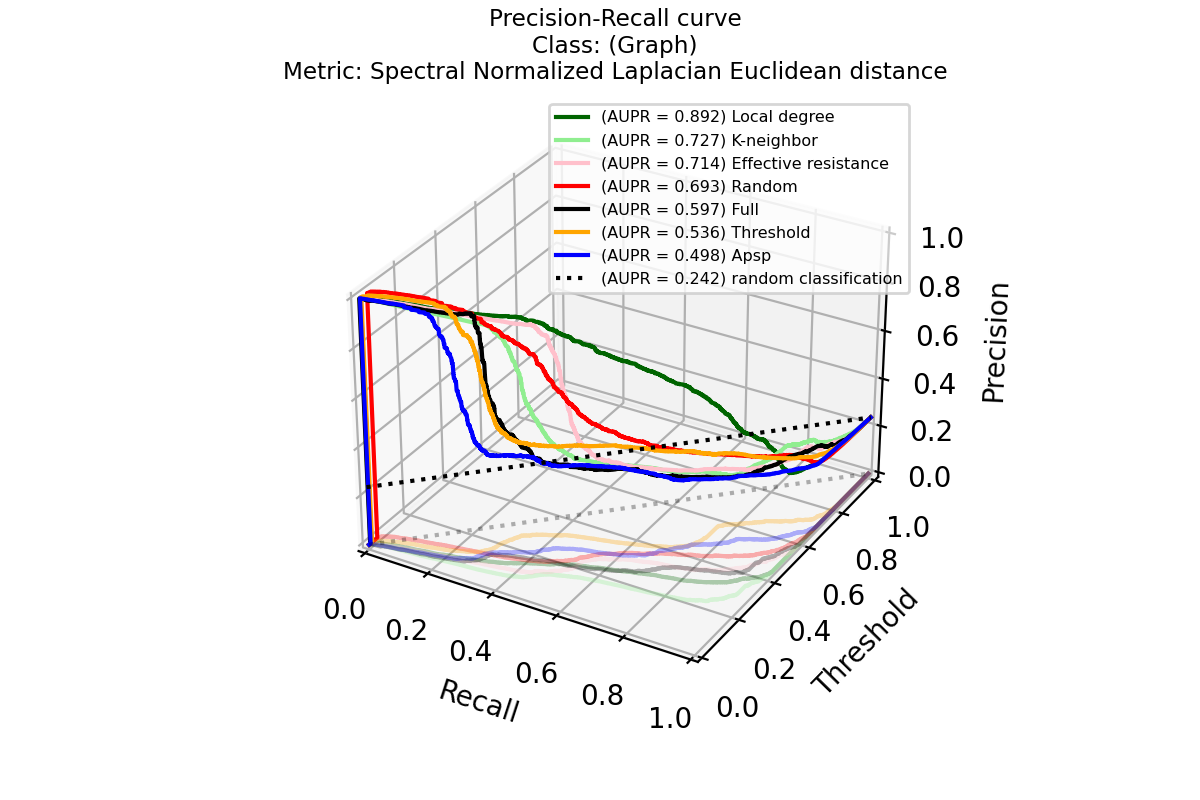 Precision-Recall curve
Class: (Graph)
Metric: Spectral Normalized Laplacian Euclidean distance
(AUPR = 0.892) Local degree
(AUPR = 0.727) K-neighbor
(AUPR = 0.714) Effective resistance
(AUPR = 0.693) Random
(AUPR = 0.597) Full
(AUPR = 0.536) Threshold
(AUPR = 0.498) Apsp
(AUPR = 0.242) random classification
1.0
0.8
0.6
0.4
0.2
0.0
Precision
1.0
0.8
0.6
0.4
0.2
0.0
Threshold
0.0
0.2
0.4
0.6
0.8
1.0
Recall